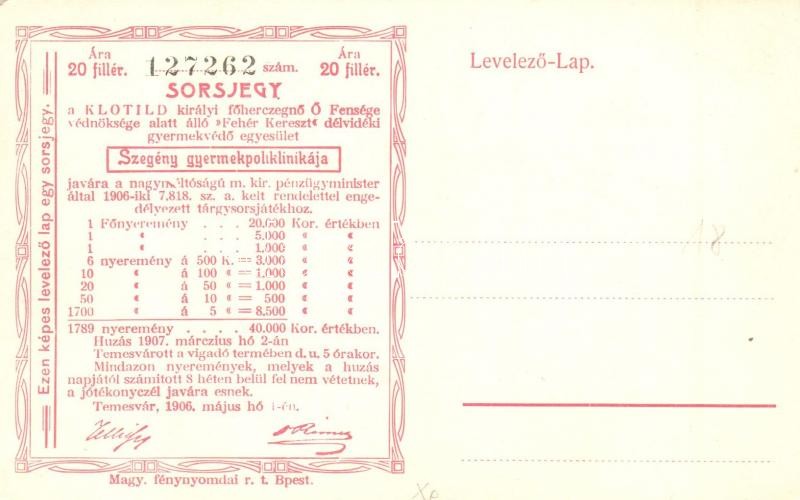 Ára Ára
20 fillér. 127262 szám. 20 fillér.
SORSJEGY
a KLOTILD királyi főherczegnő Ő Fensége
védnöksége alatt álló »Fehér Kereszt« délvidéki
gyermekvédő egyesület
Szegény gyermekpoliklinikája
javára a nagyméltóságú m. kir. pénzügyminister
által 1906-iki 7,818. sz. a. kelt rendelettel enge-
délyezett tárgysorsjátékhoz.
1 Főnyeremény . . . 20.000 Kor. értékben
1 « . . . 5.000 « «
1 « . . . 1.000 « «
6 nyeremény á 500 K. = 3.000 « «
10 « á 100 « = 1.000 « «
20 « á 50 « = 1.000 « «
50 « á 10 « = 500 « «
1700 « á 5 « = 8.500 « «
1789 nyeremény . . . . 40.000 Kor. értékben.
Huzás 1907. márczius hó 2-án
Temesvárott a vigadó termében d. u. 5 órakor.
Mindazon nyeremények, melyek a huzás
napjától számitott 8 héten belül fel nem vétetnek,
a jótékonyczél javára esnek.
Temesvár, 1906. május hó 1-én.
Magy. fénynyomdai r. t. Bpest.
Ezen képes levelező lap egy sorsjegy.
Levelező-Lap.
18